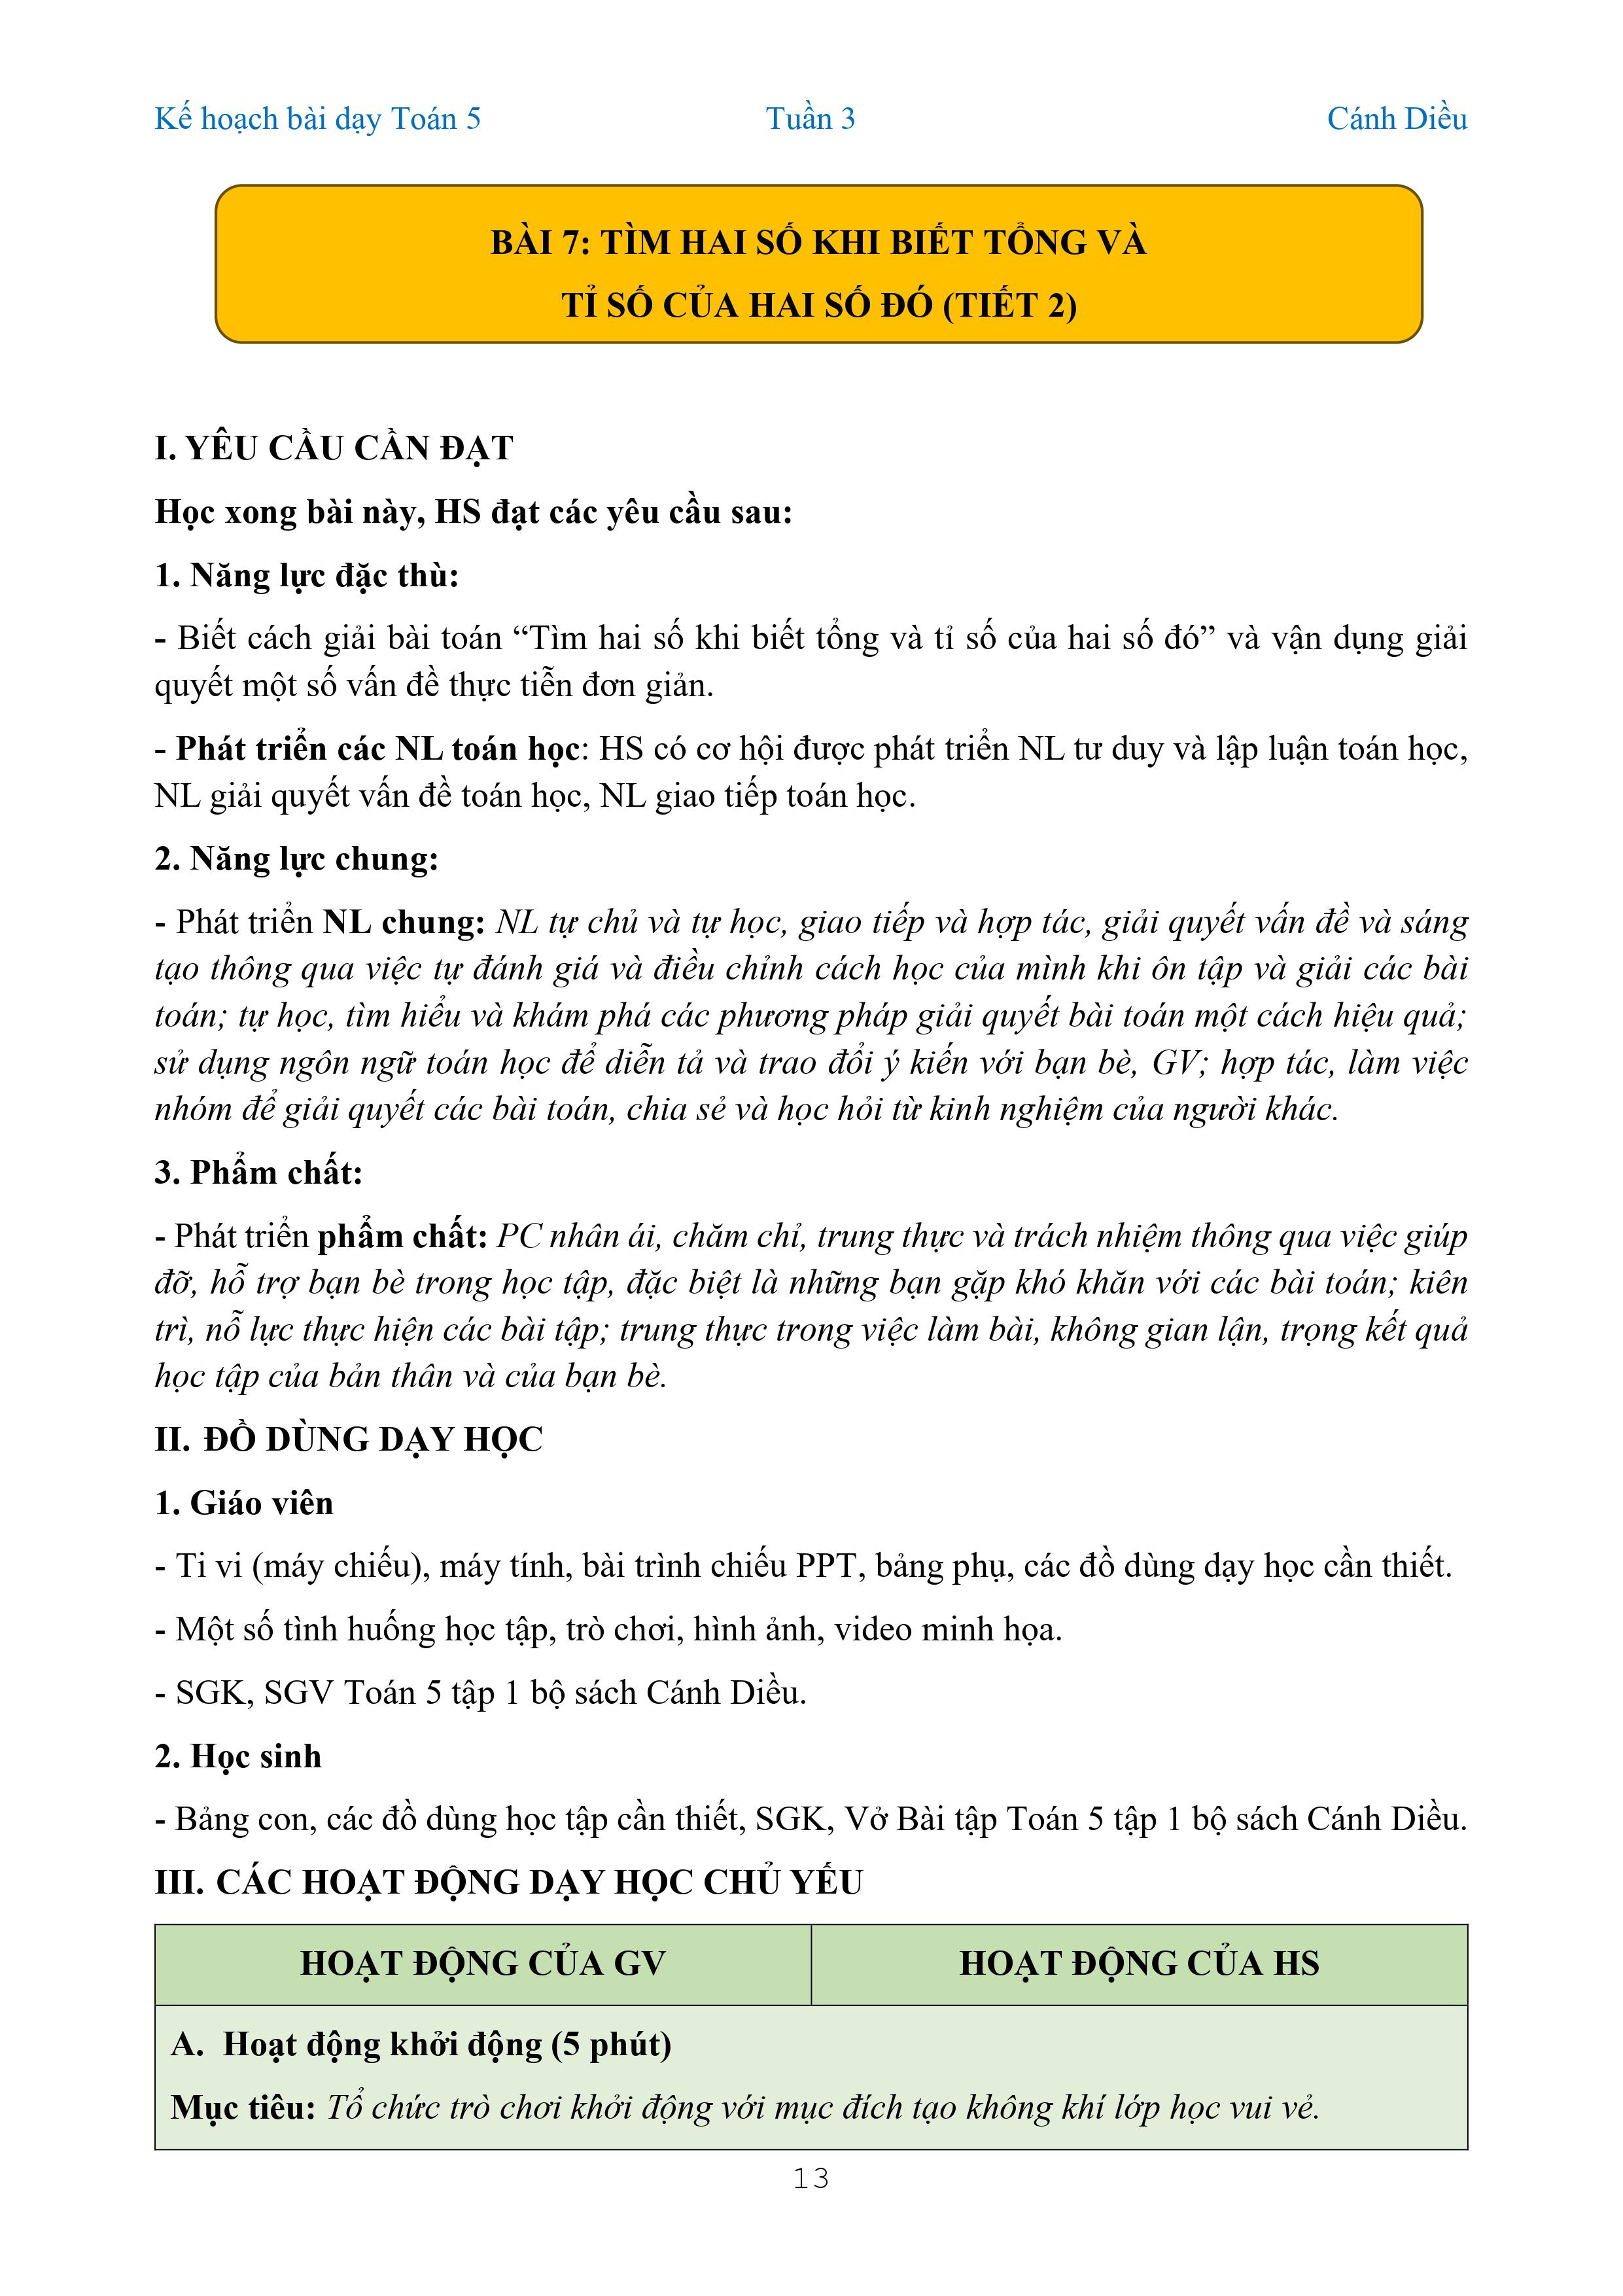 Kế hoạch bài dạy Toán 5 Tuần 3 Cánh Diều
BÀI 7: TÌM HAI SỐ KHI BIẾT TỔNG VÀ
TỈ SỐ CỦA HAI SỐ ĐÓ (TIẾT 2)
I. YÊU CẦU CẦN ĐẠT
Học xong bài này, HS đạt các yêu cầu sau:
1. Năng lực đặc thù:
- Biết cách giải bài toán “Tìm hai số khi biết tổng và tỉ số của hai số đó” và vận dụng giải
quyết một số vấn đề thực tiễn đơn giản.
- Phát triển các NL toán học: HS có cơ hội được phát triển NL tư duy và lập luận toán học,
NL giải quyết vấn đề toán học, NL giao tiếp toán học.
2. Năng lực chung:
- Phát triển NL chung: NL tự chủ và tự học, giao tiếp và hợp tác, giải quyết vấn đề và sáng
tạo thông qua việc tự đánh giá và điều chỉnh cách học của mình khi ôn tập và giải các bài
toán; tự học, tìm hiểu và khám phá các phương pháp giải quyết bài toán một cách hiệu quả;
sử dụng ngôn ngữ toán học để diễn tả và trao đổi ý kiến với bạn bè, GV; hợp tác, làm việc
nhóm để giải quyết các bài toán, chia sẻ và học hỏi từ kinh nghiệm của người khác.
3. Phẩm chất:
- Phát triển phẩm chất: PC nhân ái, chăm chỉ, trung thực và trách nhiệm thông qua việc giúp
đỡ, hỗ trợ bạn bè trong học tập, đặc biệt là những bạn gặp khó khăn với các bài toán; kiên
trì, nỗ lực thực hiện các bài tập; trung thực trong việc làm bài, không gian lận, trọng kết quả
học tập của bản thân và của bạn bè.
II. ĐỒ DÙNG DẠY HỌC
1. Giáo viên
- Ti vi (máy chiếu), máy tính, bài trình chiếu PPT, bảng phụ, các đồ dùng dạy học cần thiết.
- Một số tình huống học tập, trò chơi, hình ảnh, video minh họa.
- SGK, SGV Toán 5 tập 1 bộ sách Cánh Diều.
2. Học sinh
- Bảng con, các đồ dùng học tập cần thiết, SGK, Vở Bài tập Toán 5 tập 1 bộ sách Cánh Diều.
III. CÁC HOẠT ĐỘNG DẠY HỌC CHỦ YẾU
HOẠT ĐỘNG CỦA GV HOẠT ĐỘNG CỦA HS
A. Hoạt động khởi động (5 phút)
Mục tiêu: Tổ chức trò chơi khởi động với mục đích tạo không khí lớp học vui vẻ.
13